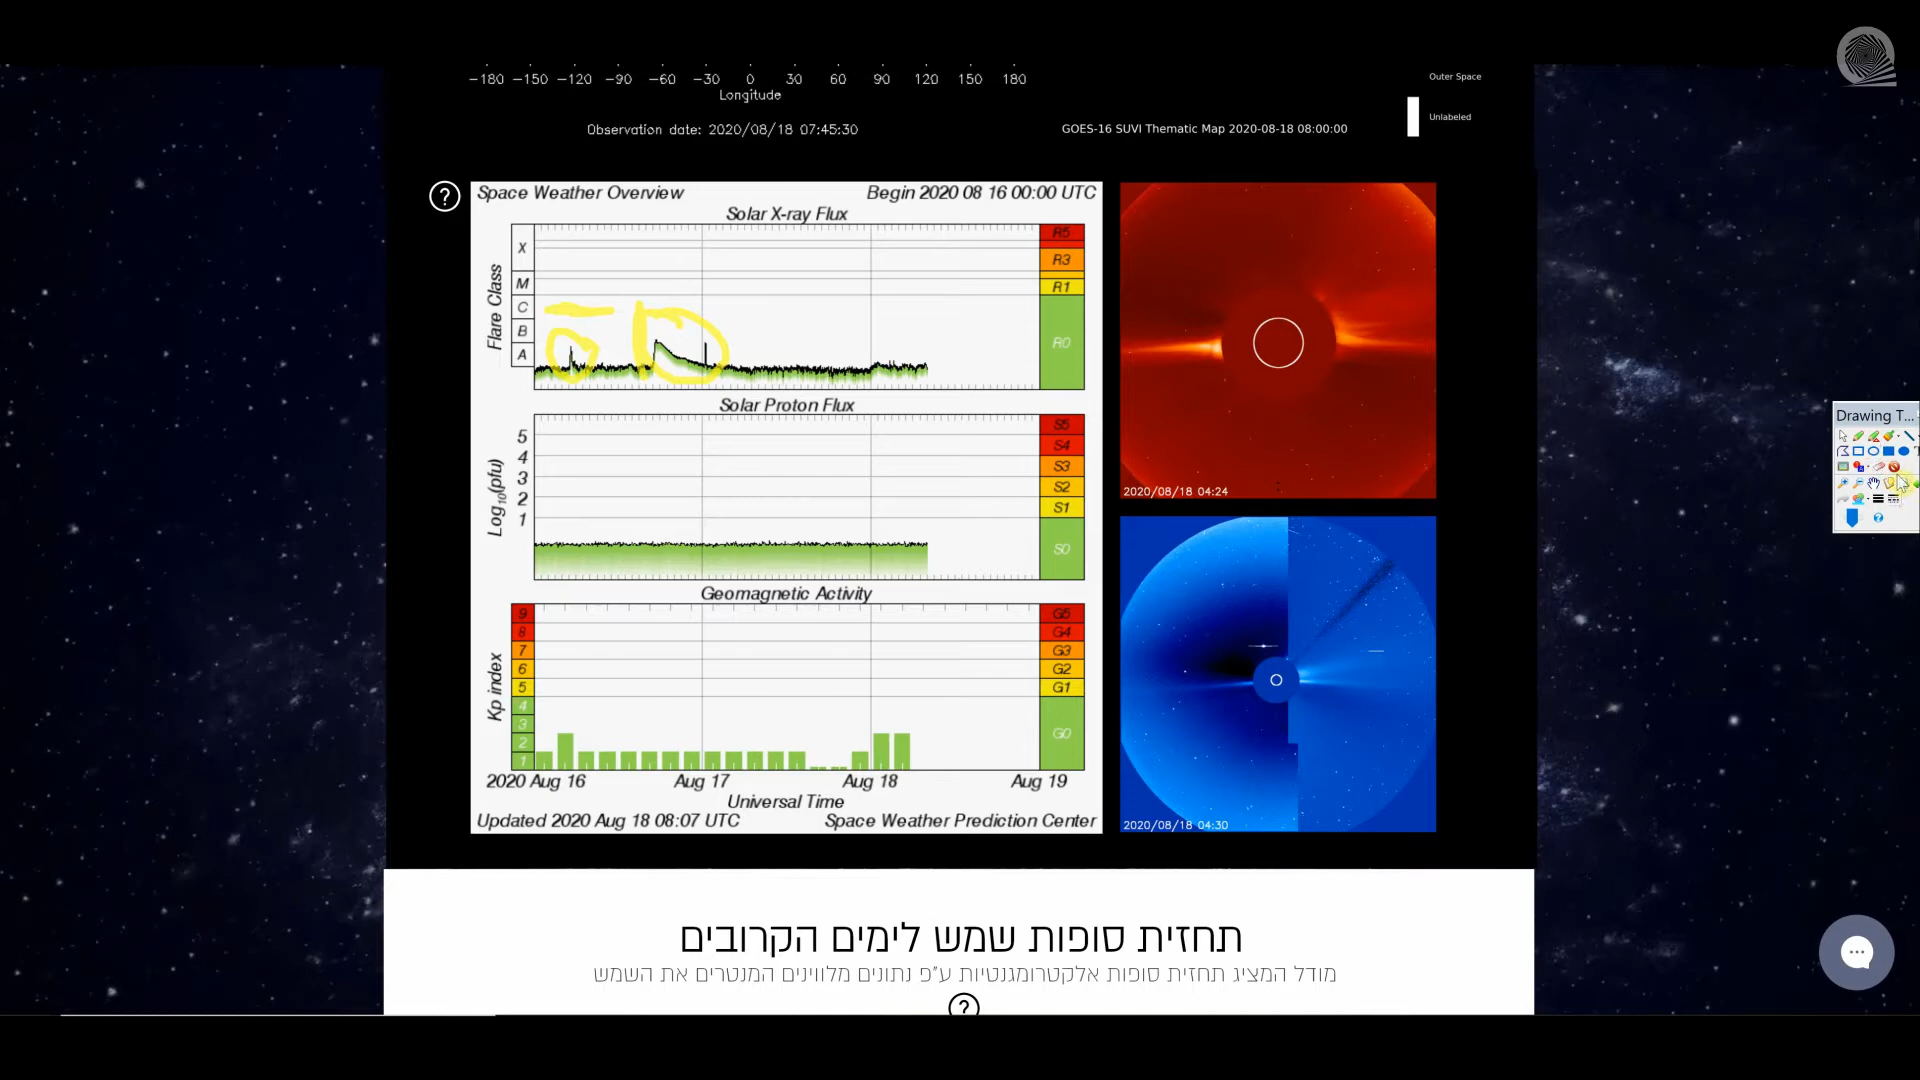 −180 −150 −120 −90 −60 −30 0 30 60 90 120 150 180
Longitude
Observation date: 2020/08/18 07:45:30
Outer Space
Unlabeled
GOES-16 SUVI Thematic Map 2020-08-18 08:00:00
?
Space Weather Overview
Begin 2020 08 16 00:00 UTC
Solar X-ray Flux
Flare Class
X
M
C
B
A
R5
R3
R1
R0
Solar Proton Flux
Log10(pfu)
5
4
3
2
1
S5
S4
S3
S2
S1
S0
Geomagnetic Activity
Kp index
9
8
7
6
5
4
3
2
1
G5
G4
G3
G2
G1
G0
2020 Aug 16 Aug 17 Aug 18 Aug 19
Universal Time
Updated 2020 Aug 18 08:07 UTC
Space Weather Prediction Center
2020/08/18 04:24
2020/08/18 04:30
Drawing T...
תחזית סופות שמש לימים הקרובים
מודל המציג תחזית סופות אלקטרומגנטיות ע"פ נתונים מלווינים המנטרים את השמש
?